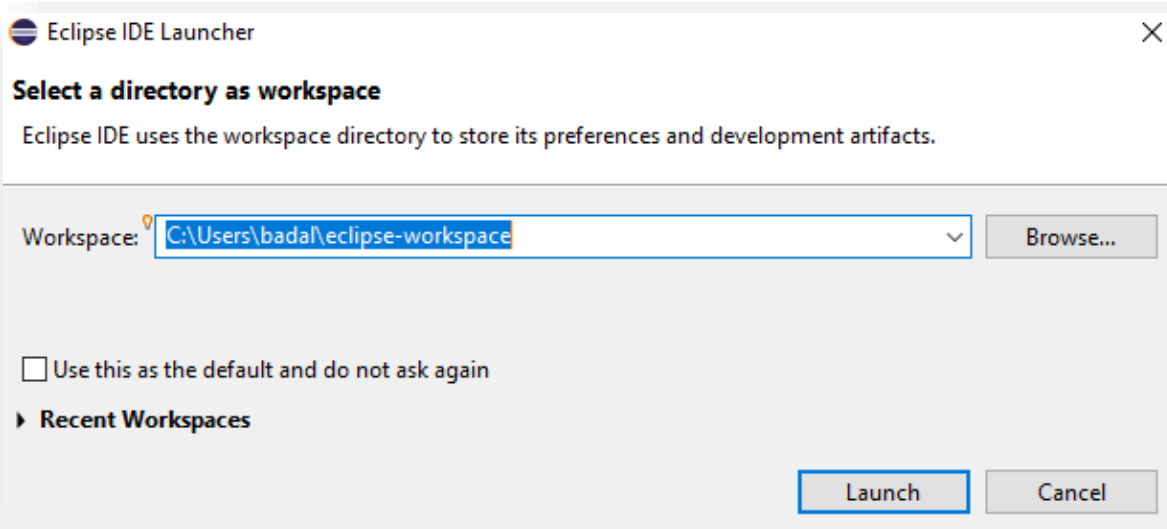 Eclipse IDE Launcher
Select a directory as workspace
Eclipse IDE uses the workspace directory to store its preferences and development artifacts.
Workspace: C:\Users\badal\eclipse-workspace Browse...
Use this as the default and do not ask again
Recent Workspaces
Launch Cancel